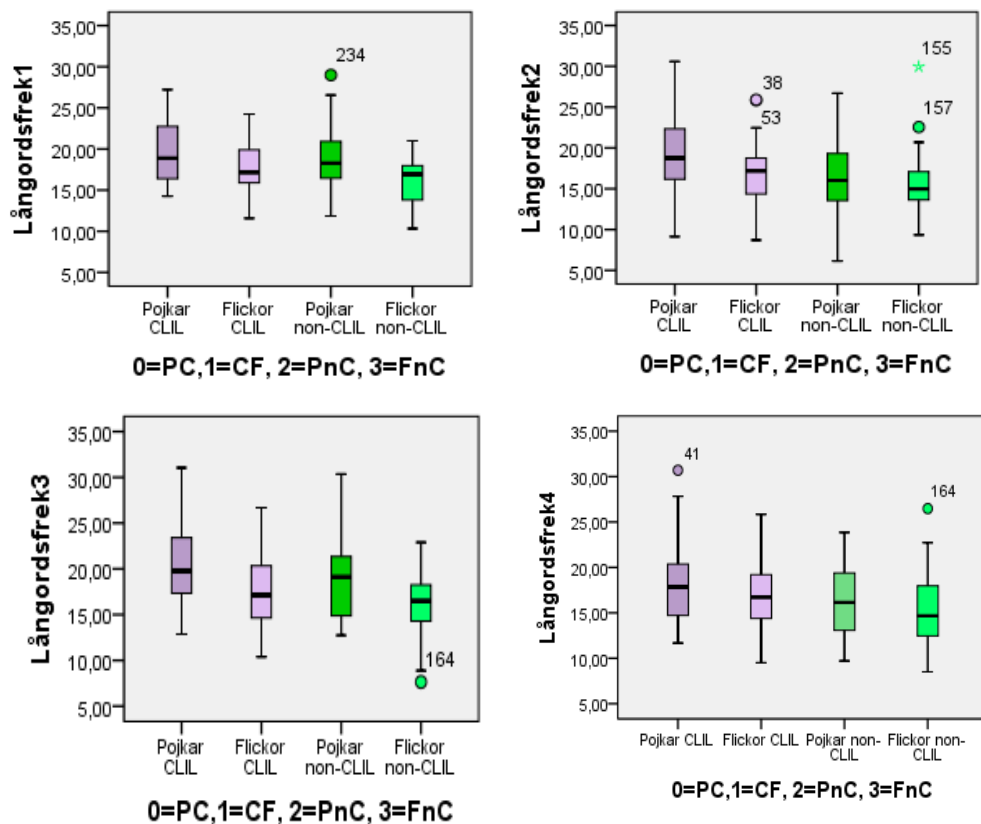 Långordsfrek1
35,00
30,00
25,00
20,00
15,00
10,00
5,00
234
Pojkar
CLIL
Flickor
CLIL
Pojkar
non-CLIL
Flickor
non-CLIL
0=PC,1=CF, 2=PnC, 3=FnC
Långordsfrek2
35,00
30,00
25,00
20,00
15,00
10,00
5,00
38
53
155
157
Pojkar
CLIL
Flickor
CLIL
Pojkar
non-CLIL
Flickor
non-CLIL
0=PC,1=CF, 2=PnC, 3=FnC
Långordsfrek3
35,00
30,00
25,00
20,00
15,00
10,00
5,00
164
Pojkar
CLIL
Flickor
CLIL
Pojkar
non-CLIL
Flickor
non-CLIL
0=PC,1=CF, 2=PnC, 3=FnC
Långordsfrek4
35,00
30,00
25,00
20,00
15,00
10,00
5,00
41
164
Pojkar CLIL
Flickor CLIL
Pojkar non-
CLIL
Flickor non-
CLIL
0=PC,1=CF, 2=PnC, 3=FnC